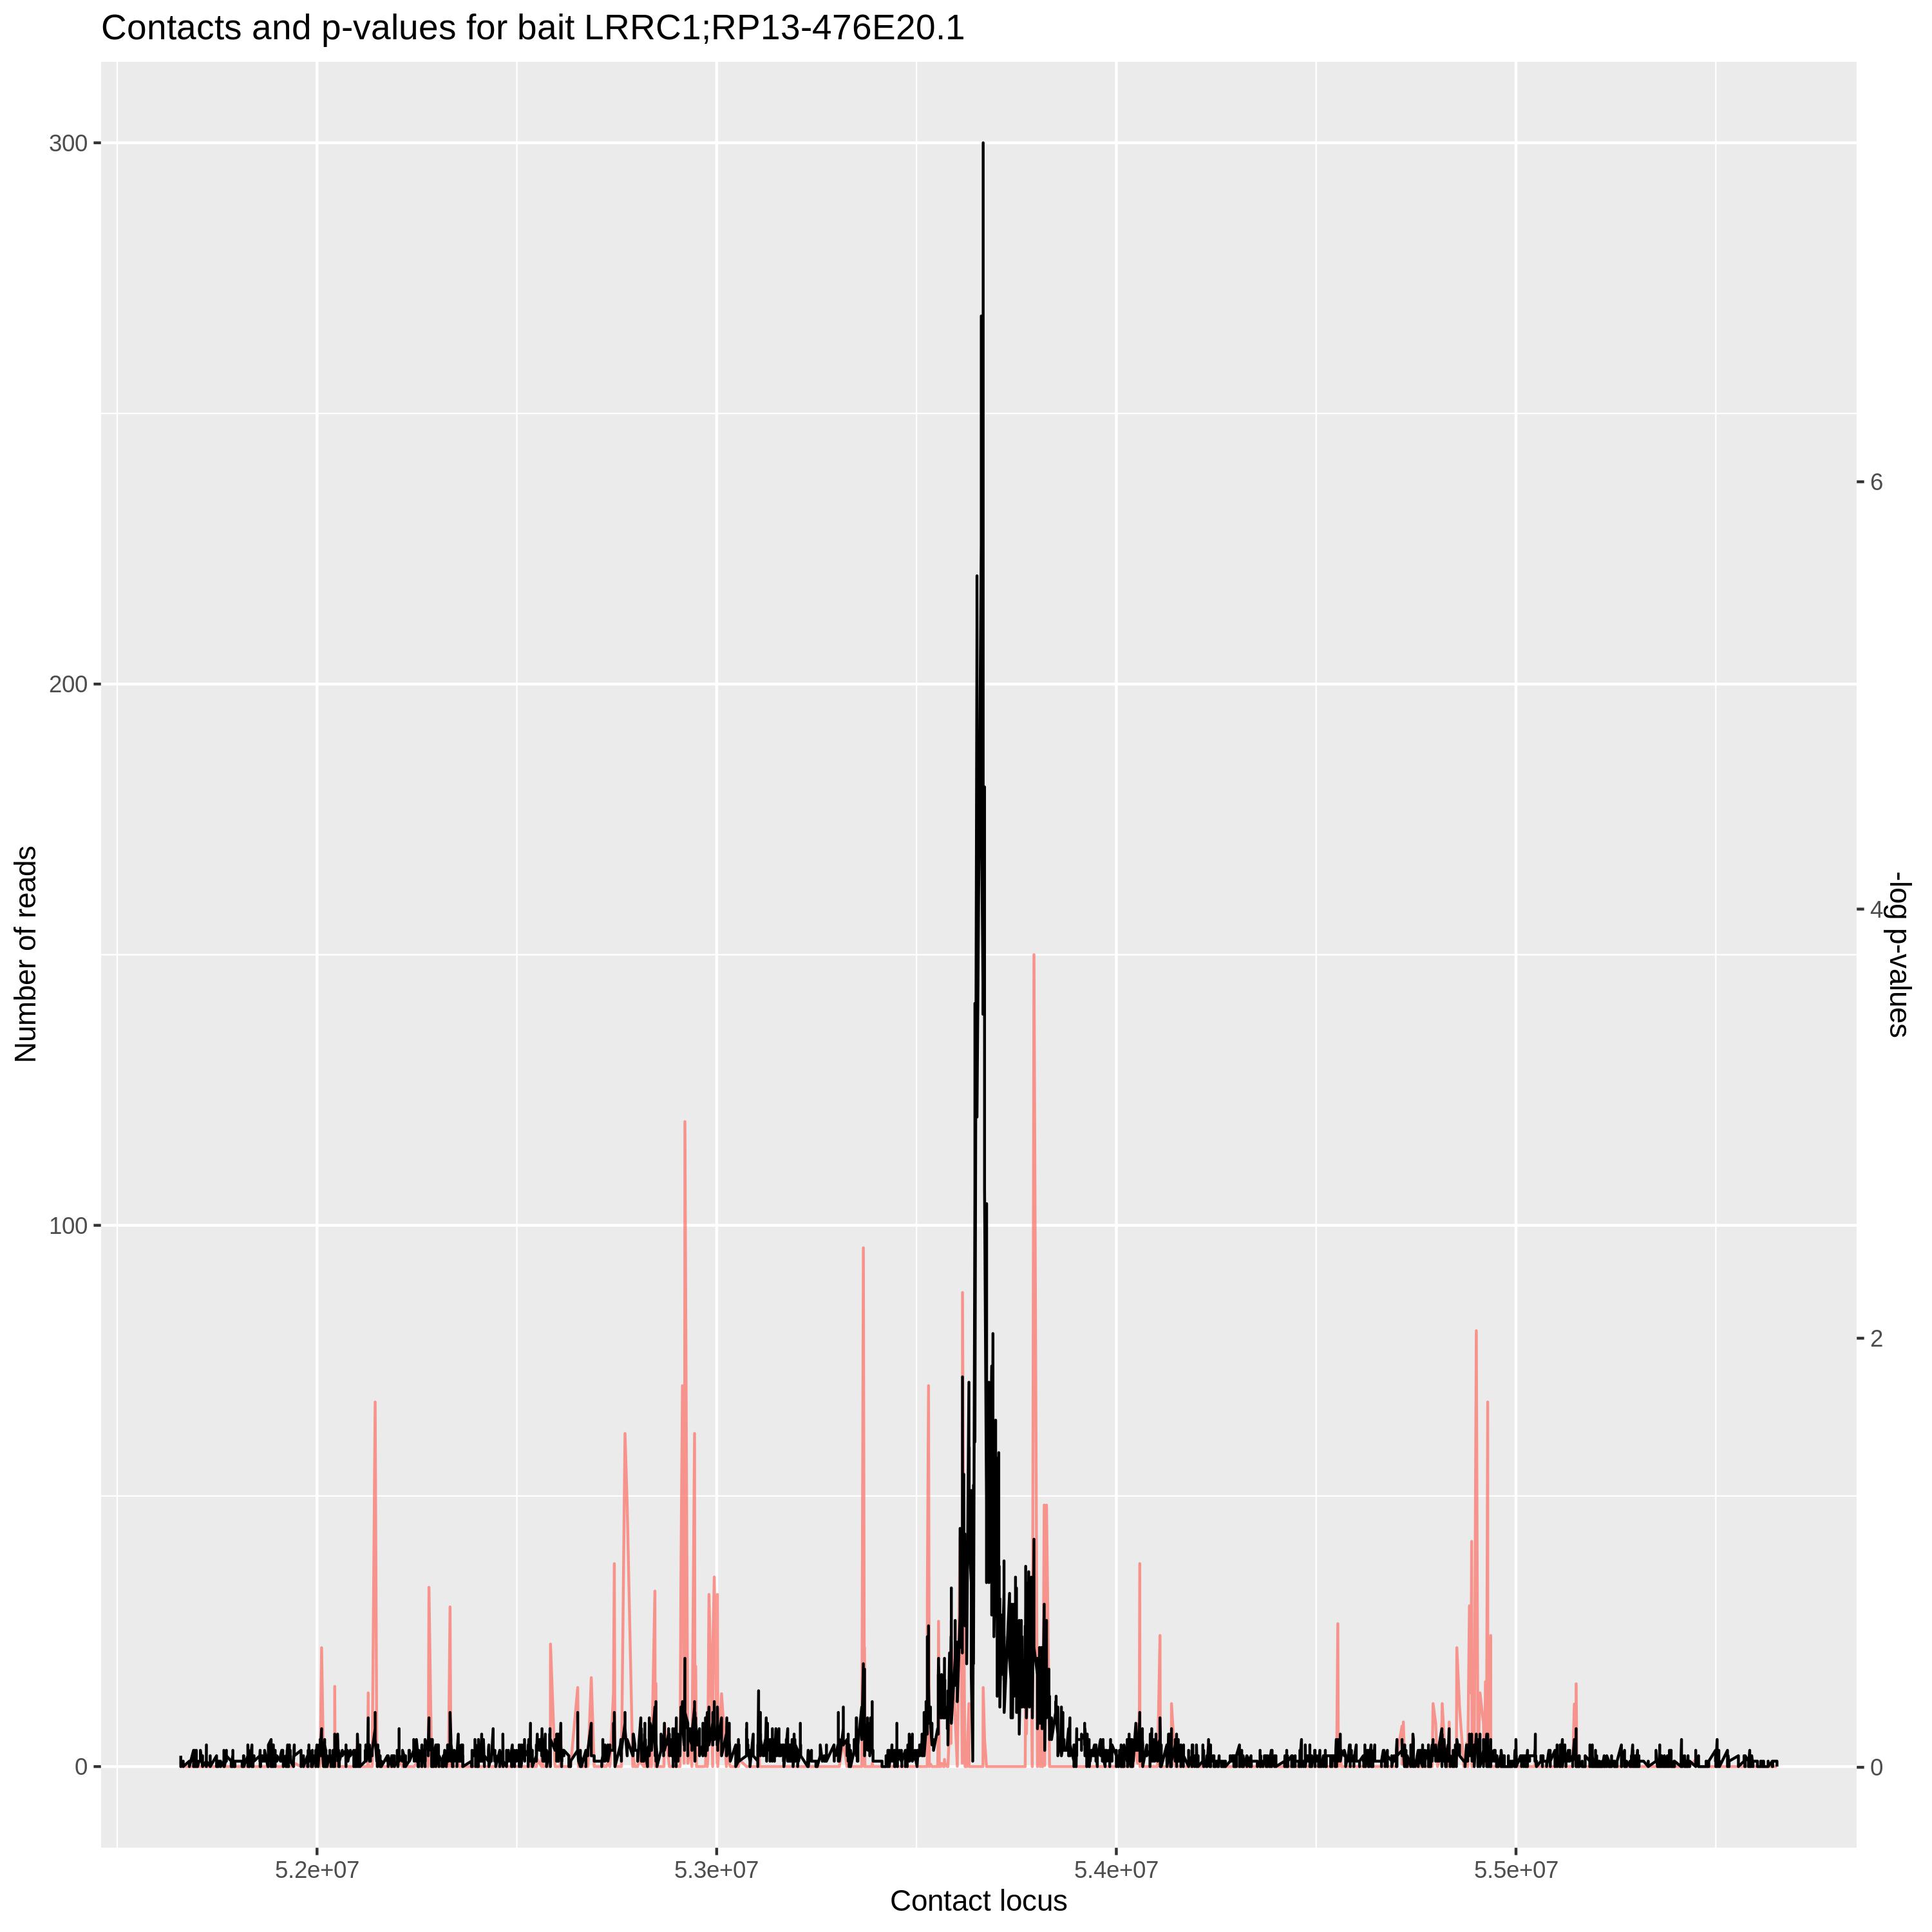 Contacts and p-values for bait LRRC1;RP13-476E20.1
300
200
100
0
Number of reads
6
4
2
0
-log p-values
5.2e+07
5.3e+07
5.4e+07
5.5e+07
Contact locus